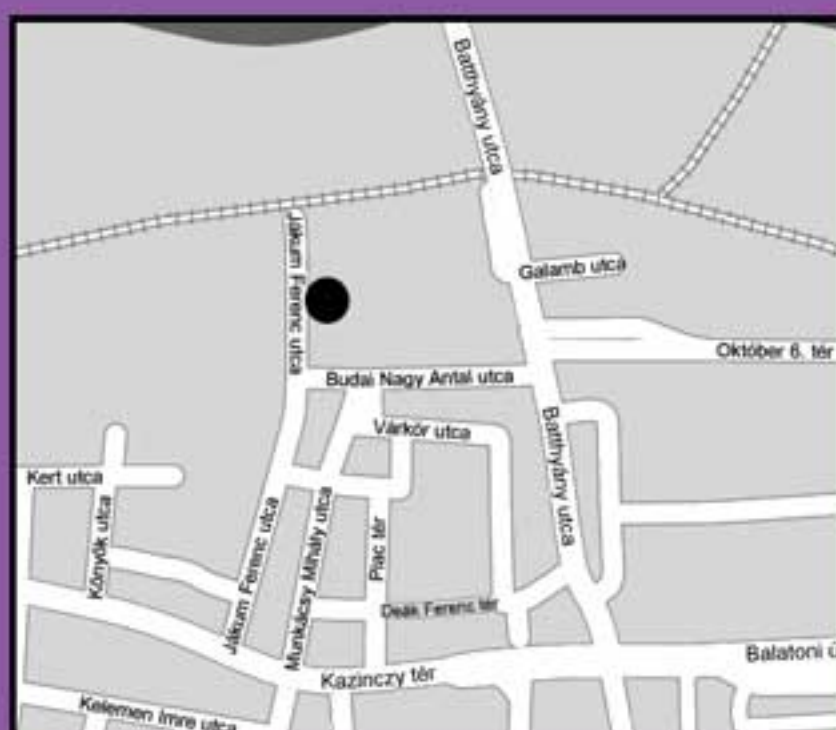 Batthyány utca
Jákum Ferenc utca
Galamb utca
Október 6. tér
Budai Nagy Antal utca
Várkör utca
Batthyány utca
Kert utca
Könyök utca
Jákum Ferenc utca
Munkácsy Mihály utca
Piac tér
Deák Ferenc tér
Kazinczy tér
Balatoni ú
Kelemen Imre utca